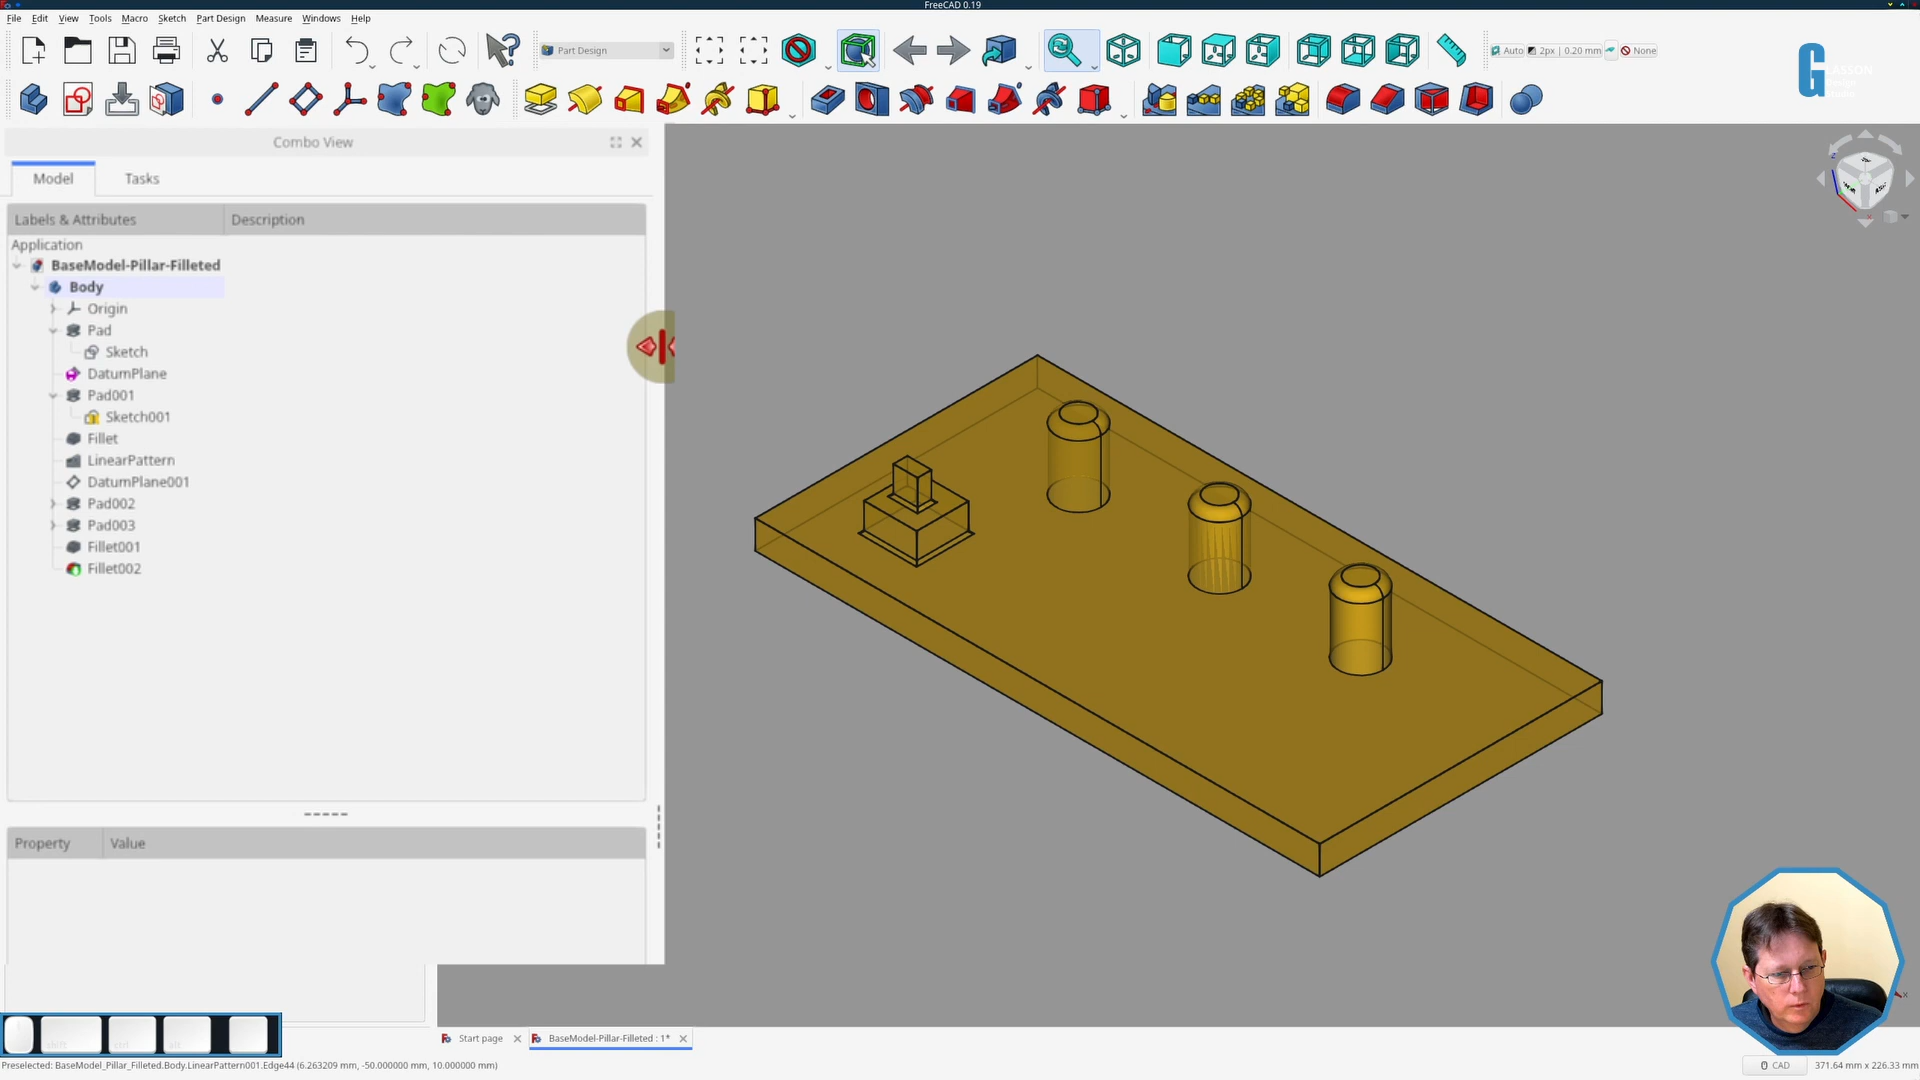 FreeCAD 0.19
File Edit View Tools Macro Sketch Part Design Measure Windows Help
Part Design
Auto 2px | 0.20 mm None
G
Combo View
Model Tasks
Labels & Attributes Description
Application
BaseModel-Pillar-Filleted
Body
Origin
Pad
Sketch
DatumPlane
Pad001
Sketch001
Fillet
LinearPattern
DatumPlane001
Pad002
Pad003
Fillet001
Fillet002
Property Value
shift ctrl alt
Start page BaseModel-Pillar-Filleted : 1*
Preselected: BaseModel_Pillar_Filleted.Body.LinearPattern001.Edge44 (6.263209 mm, -50.000000 mm, 10.000000 mm)
CAD 371.64 mm x 226.33 mm